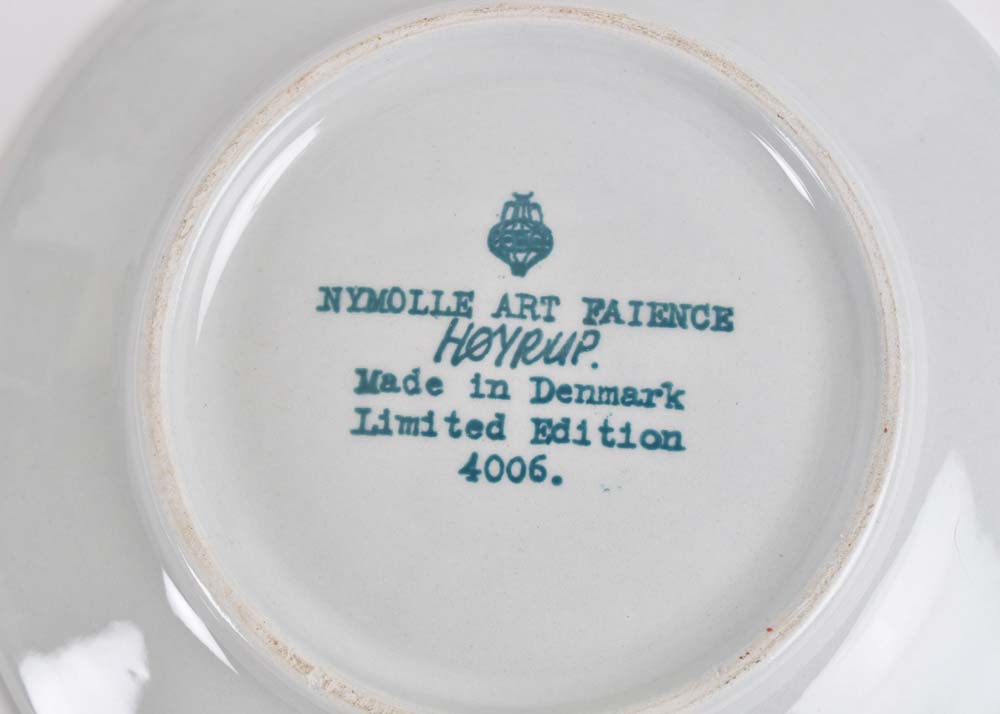 NYMOLLE ART FAIENCE
HØYRUP.
Made in Denmark
Limited Edition
4006.